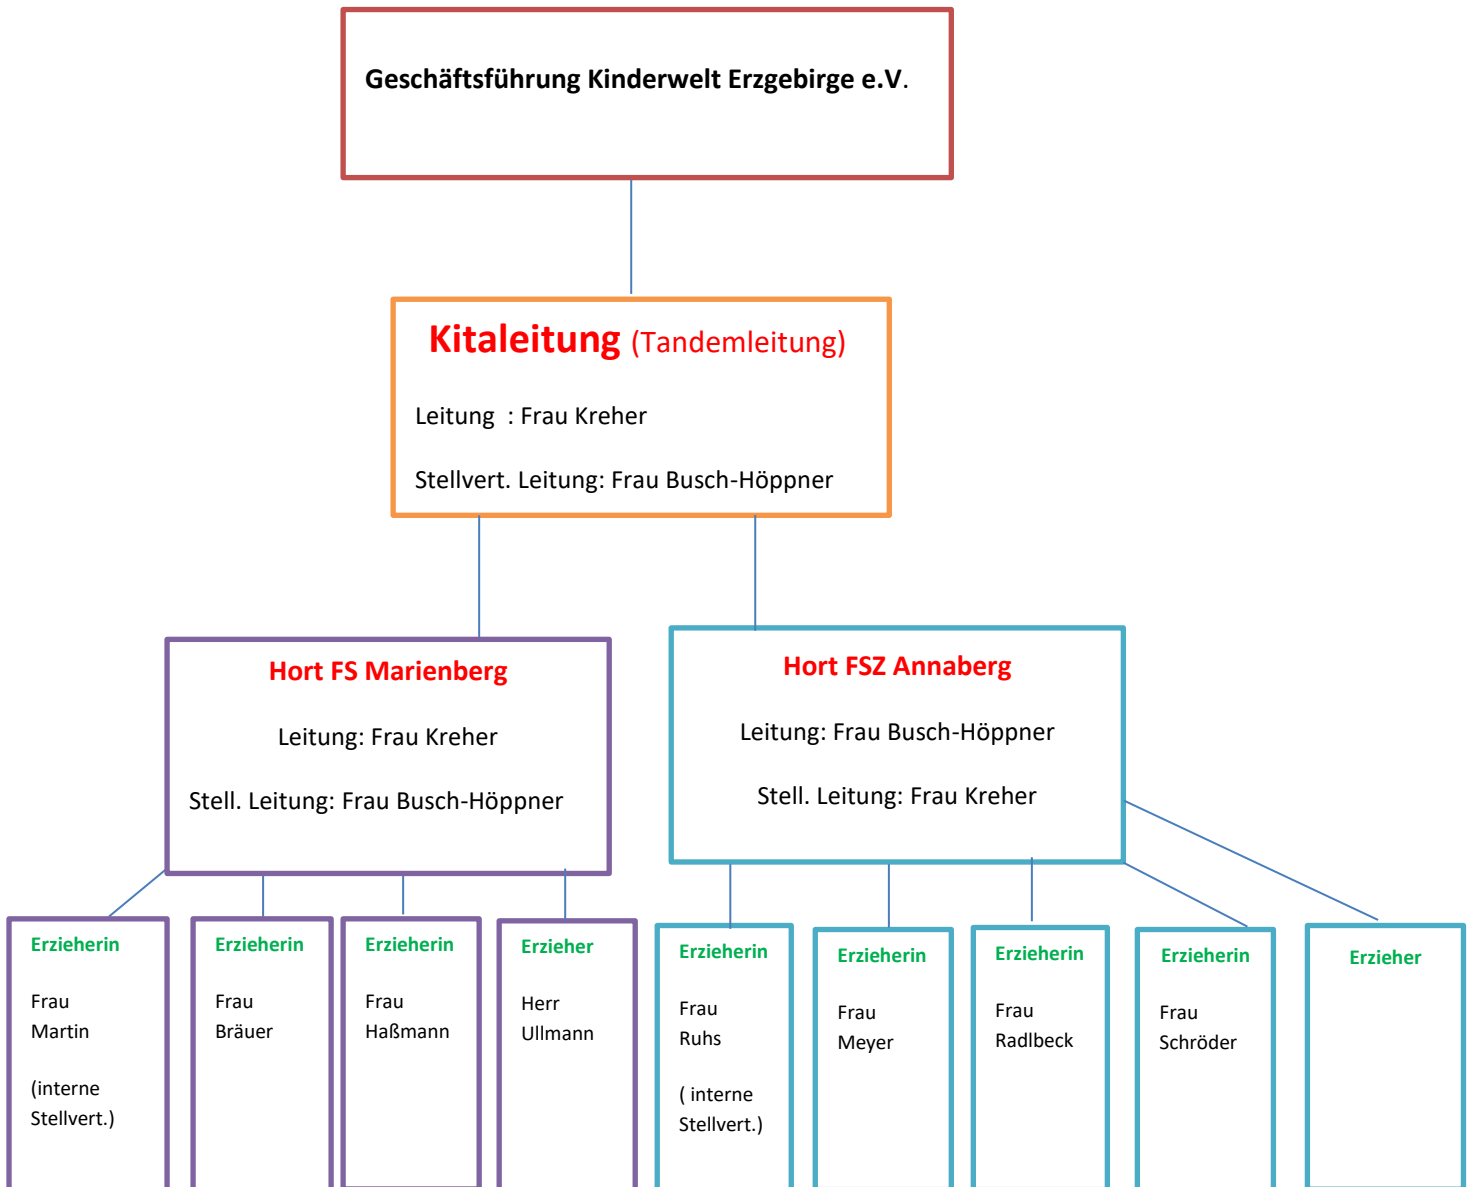 Geschäftsführung Kinderwelt Erzgebirge e.V.
Kitaleitung (Tandemleitung)
Leitung  : Frau Kreher
Stellvert. Leitung: Frau Busch-Höppner
Hort FS Marienberg
Leitung: Frau Kreher
Stell. Leitung: Frau Busch-Höppner
Hort FSZ Annaberg
Leitung: Frau Busch-Höppner
Stell. Leitung: Frau Kreher
Erzieherin
Frau
Martin
(interne
Stellvert.)
Erzieherin
Frau
Bräuer
Erzieherin
Frau
Haßmann
Erzieher
Herr
Ullmann
Erzieherin
Frau
Ruhs
( interne
Stellvert.)
Erzieherin
Frau
Meyer
Erzieherin
Frau
Radlbeck
Erzieherin
Frau
Schröder
Erzieher